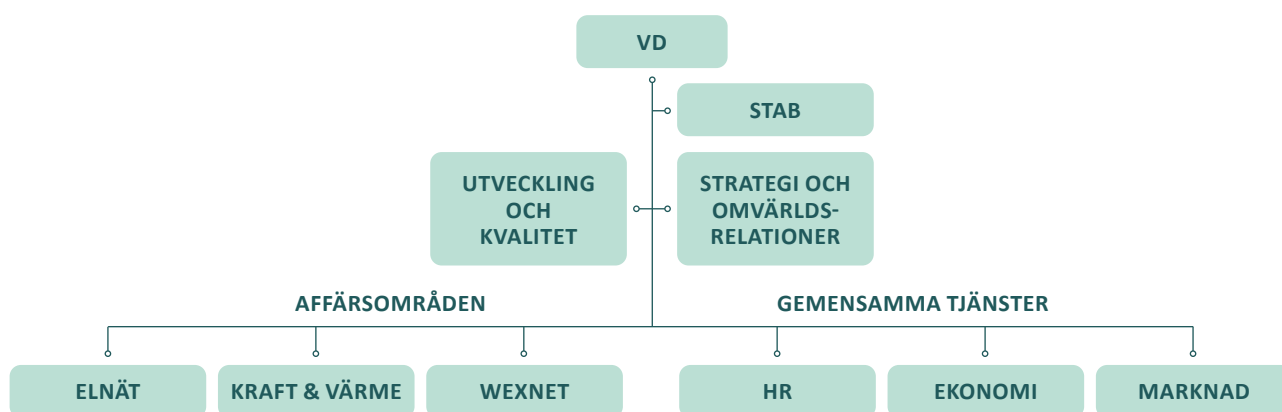 VD
STAB
UTVECKLING
OCH
KVALITET
STRATEGI OCH
OMVÄRLDS-
RELATIONER
AFFÄRSOMRÅDEN
GEMENSAMMA TJÄNSTER
ELNÄT
KRAFT & VÄRME
WEXNET
HR
EKONOMI
MARKNAD